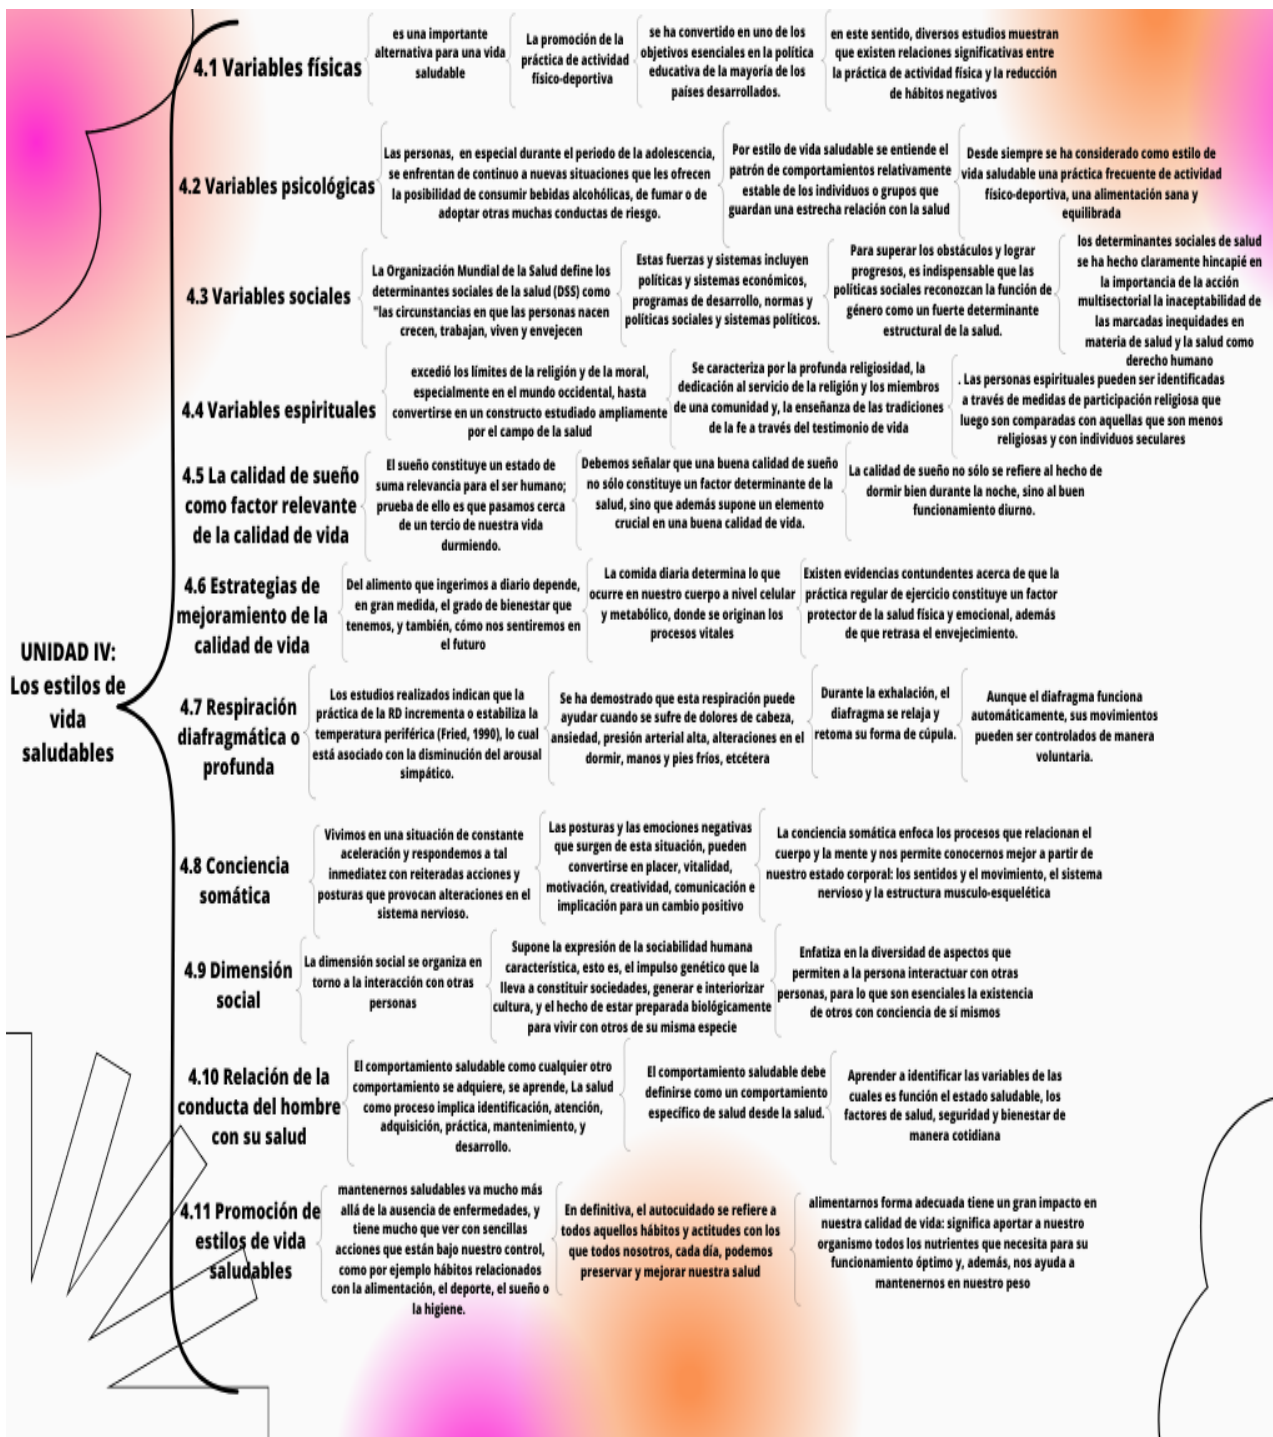 UNIDAD IV:
Los estilos de
vida
saludables
4.1 Variables físicas
es una importante
alternativa para una vida
saludable
La promoción de la
práctica de actividad
físico-deportiva
se ha convertido en uno de los
objetivos esenciales en la política
educativa de la mayoría de los
países desarrollados.
en este sentido, diversos estudios muestran
que existen relaciones significativas entre
la práctica de actividad física y la reducción
de hábitos negativos
4.2 Variables psicológicas
Las personas, en especial durante el periodo de la adolescencia,
se enfrentan de continuo a nuevas situaciones que les ofrecen
la posibilidad de consumir bebidas alcohólicas, de fumar o de
adoptar otras muchas conductas de riesgo.
Por estilo de vida saludable se entiende el
patrón de comportamientos relativamente
estable de los individuos o grupos que
guardan una estrecha relación con la salud
Desde siempre se ha considerado como estilo de
vida saludable una práctica frecuente de actividad
físico-deportiva, una alimentación sana y
equilibrada
4.3 Variables sociales
La Organización Mundial de la Salud define los
determinantes sociales de la salud (DSS) como
"las circunstancias en que las personas nacen
crecen, trabajan, viven y envejecen
Estas fuerzas y sistemas incluyen
políticas y sistemas económicos,
programas de desarrollo, normas y
políticas sociales y sistemas políticos.
Para superar los obstáculos y lograr
progresos, es indispensable que las
políticas sociales reconozcan la función de
género como un fuerte determinante
estructural de la salud.
los determinantes sociales de salud
se ha hecho claramente hincapié en
la importancia de la acción
multisectorial la inaceptabilidad de
las marcadas inequidades en
materia de salud y la salud como
derecho humano
4.4 Variables espirituales
excedió los límites de la religión y de la moral,
especialmente en el mundo occidental, hasta
convertirse en un constructo estudiado ampliamente
por el campo de la salud
Se caracteriza por la profunda religiosidad, la
dedicación al servicio de la religión y los miembros
de una comunidad y, la enseñanza de las tradiciones
de la fe a través del testimonio de vida
. Las personas espirituales pueden ser identificadas
a través de medidas de participación religiosa que
luego son comparadas con aquellas que son menos
religiosas y con individuos seculares
4.5 La calidad de sueño
como factor relevante
de la calidad de vida
El sueño constituye un estado de
suma relevancia para el ser humano;
prueba de ello es que pasamos cerca
de un tercio de nuestra vida
durmiendo.
Debemos señalar que una buena calidad de sueño
no sólo constituye un factor determinante de la
salud, sino que además supone un elemento
crucial en una buena calidad de vida.
La calidad de sueño no sólo se refiere al hecho de
dormir bien durante la noche, sino al buen
funcionamiento diurno.
4.6 Estrategias de
mejoramiento de la
calidad de vida
Del alimento que ingerimos a diario depende,
en gran medida, el grado de bienestar que
tenemos, y también, cómo nos sentiremos en
el futuro
La comida diaria determina lo que
ocurre en nuestro cuerpo a nivel celular
y metabólico, donde se originan los
procesos vitales
Existen evidencias contundentes acerca de que la
práctica regular de ejercicio constituye un factor
protector de la salud física y emocional, además
de que retrasa el envejecimiento.
4.7 Respiración
diafragmática o
profunda
Los estudios realizados indican que la
práctica de la RD incrementa o estabiliza la
temperatura periférica (Fried, 1990), lo cual
está asociado con la disminución del arousal
simpático.
Se ha demostrado que esta respiración puede
ayudar cuando se sufre de dolores de cabeza,
ansiedad, presión arterial alta, alteraciones en el
dormir, manos y pies fríos, etcétera
Durante la exhalación, el
diafragma se relaja y
retoma su forma de cúpula.
Aunque el diafragma funciona
automáticamente, sus movimientos
pueden ser controlados de manera
voluntaria.
4.8 Conciencia
somática
Vivimos en una situación de constante
aceleración y respondemos a tal
inmediatez con reiteradas acciones y
posturas que provocan alteraciones en el
sistema nervioso.
Las posturas y las emociones negativas
que surgen de esta situación, pueden
convertirse en placer, vitalidad,
motivación, creatividad, comunicación e
implicación para un cambio positivo
La conciencia somática enfoca los procesos que relacionan el
cuerpo y la mente y nos permite conocernos mejor a partir de
nuestro estado corporal: los sentidos y el movimiento, el sistema
nervioso y la estructura musculo-esquelética
4.9 Dimensión
social
La dimensión social se organiza en
torno a la interacción con otras
personas
Supone la expresión de la sociabilidad humana
característica, esto es, el impulso genético que la
lleva a constituir sociedades, generar e interiorizar
cultura, y el hecho de estar preparada biológicamente
para vivir con otros de su misma especie
Enfatiza en la diversidad de aspectos que
permiten a la persona interactuar con otras
personas, para lo que son esenciales la existencia
de otros con conciencia de sí mismos
4.10 Relación de la
conducta del hombre
con su salud
El comportamiento saludable como cualquier otro
comportamiento se adquiere, se aprende, La salud
como proceso implica identificación, atención,
adquisición, práctica, mantenimiento, y
desarrollo.
El comportamiento saludable debe
definirse como un comportamiento
específico de salud desde la salud.
Aprender a identificar las variables de las
cuales es función el estado saludable, los
factores de salud, seguridad y bienestar de
manera cotidiana
4.11 Promoción de
estilos de vida
saludables
mantenernos saludables va mucho más
allá de la ausencia de enfermedades, y
tiene mucho que ver con sencillas
acciones que están bajo nuestro control,
como por ejemplo hábitos relacionados
con la alimentación, el deporte, el sueño o
la higiene.
En definitiva, el autocuidado se refiere a
todos aquellos hábitos y actitudes con los
que todos nosotros, cada día, podemos
preservar y mejorar nuestra salud
alimentarnos forma adecuada tiene un gran impacto en
nuestra calidad de vida: significa aportar a nuestro
organismo todos los nutrientes que necesita para su
funcionamiento óptimo y, además, nos ayuda a
mantenernos en nuestro peso